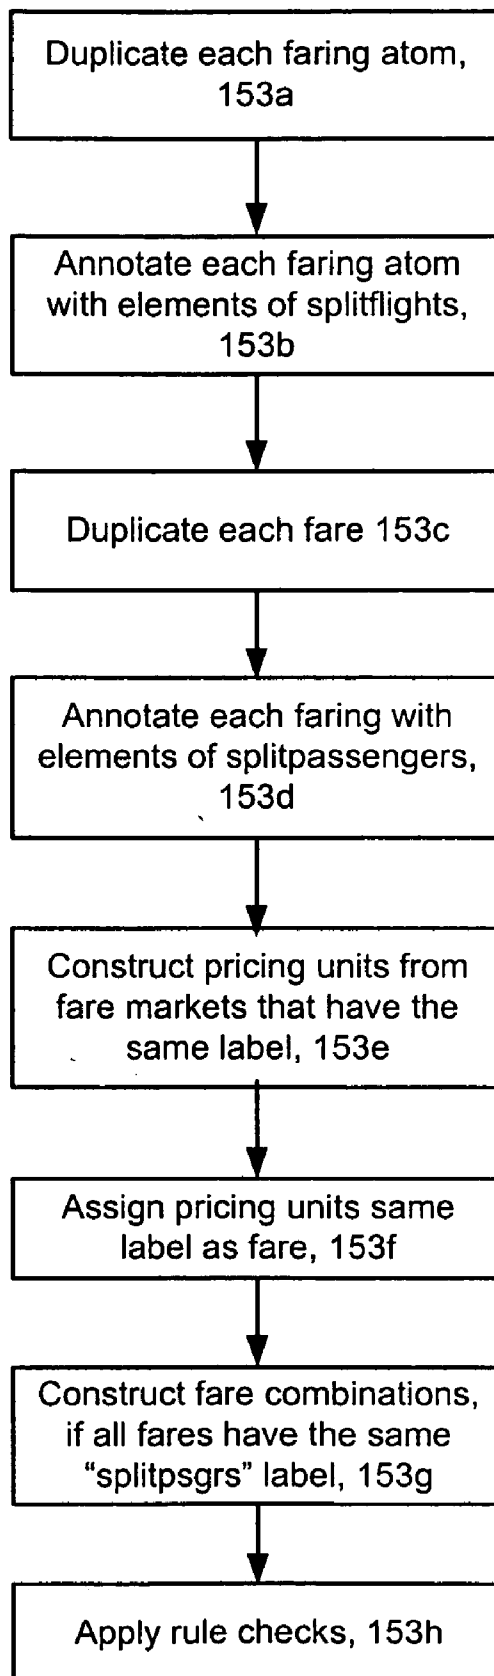 Duplicate each faring atom,
153a
Annotate each faring atom
with elements of splitflights,
153b
Duplicate each fare 153c
Annotate each faring with
elements of splitpassengers,
153d
Construct pricing units from
fare markets that have the
same label, 153e
Assign pricing units same
label as fare, 153f
Construct fare combinations,
if all fares have the same
“splitpsgrs” label, 153g
Apply rule checks, 153h